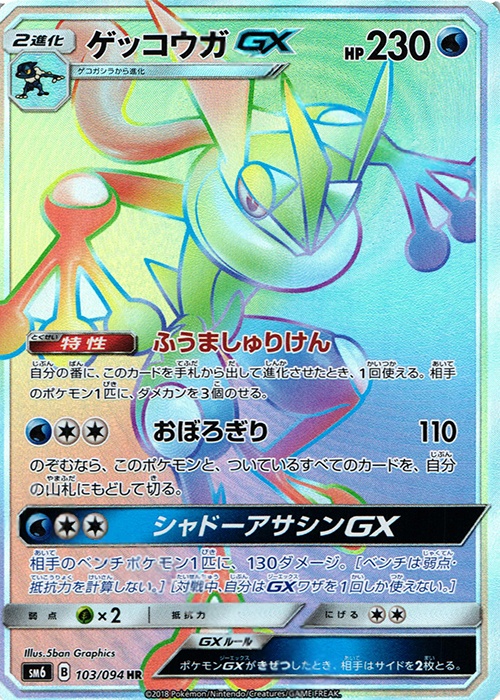 2進化
ゲッコウガGX
HP230
ゲコガシラから進化
とくせい
特性 ふうましゅりけん
自分の番に、このカードを手札から出して進化させたとき、1回使える。相手
のポケモン1匹に、ダメカンを3個のせる。
おぼろぎり 110
のぞむなら、このポケモンと、ついているすべてのカードを、自分
の山札にもどして切る。
シャドーアサシンGX
相手のベンチポケモン1匹に、130ダメージ。[ベンチは弱点・
抵抗力を計算しない。] [対戦中、自分はGXワザを1回しか使えない。]
弱点 ×2 抵抗力 にげる
Illus. 5ban Graphics
SM6 B 103/094 HR
GXルール
ポケモンGXがきぜつしたとき、相手はサイドを2枚とる。
©2018 Pokémon/Nintendo/Creatures/GAME FREAK.